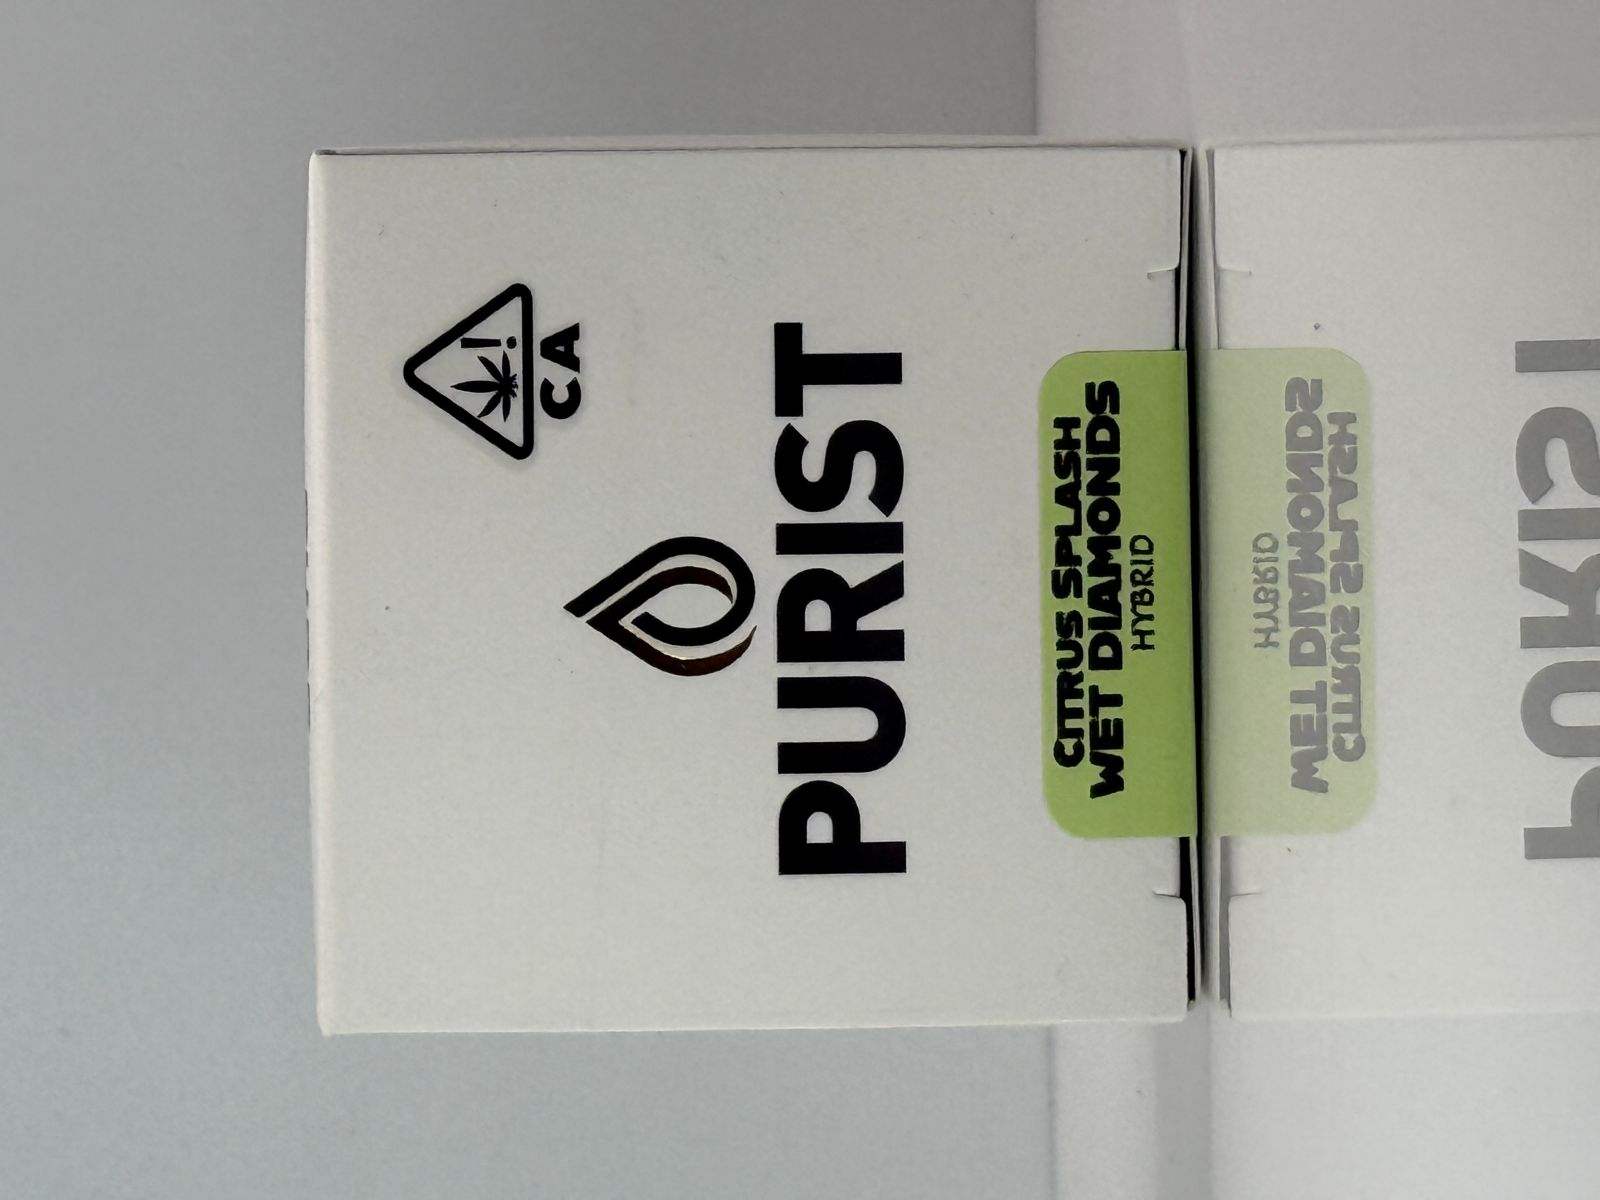 CA
PURIST
CITRUS SPLASH
WET DIAMONDS
HYBRID